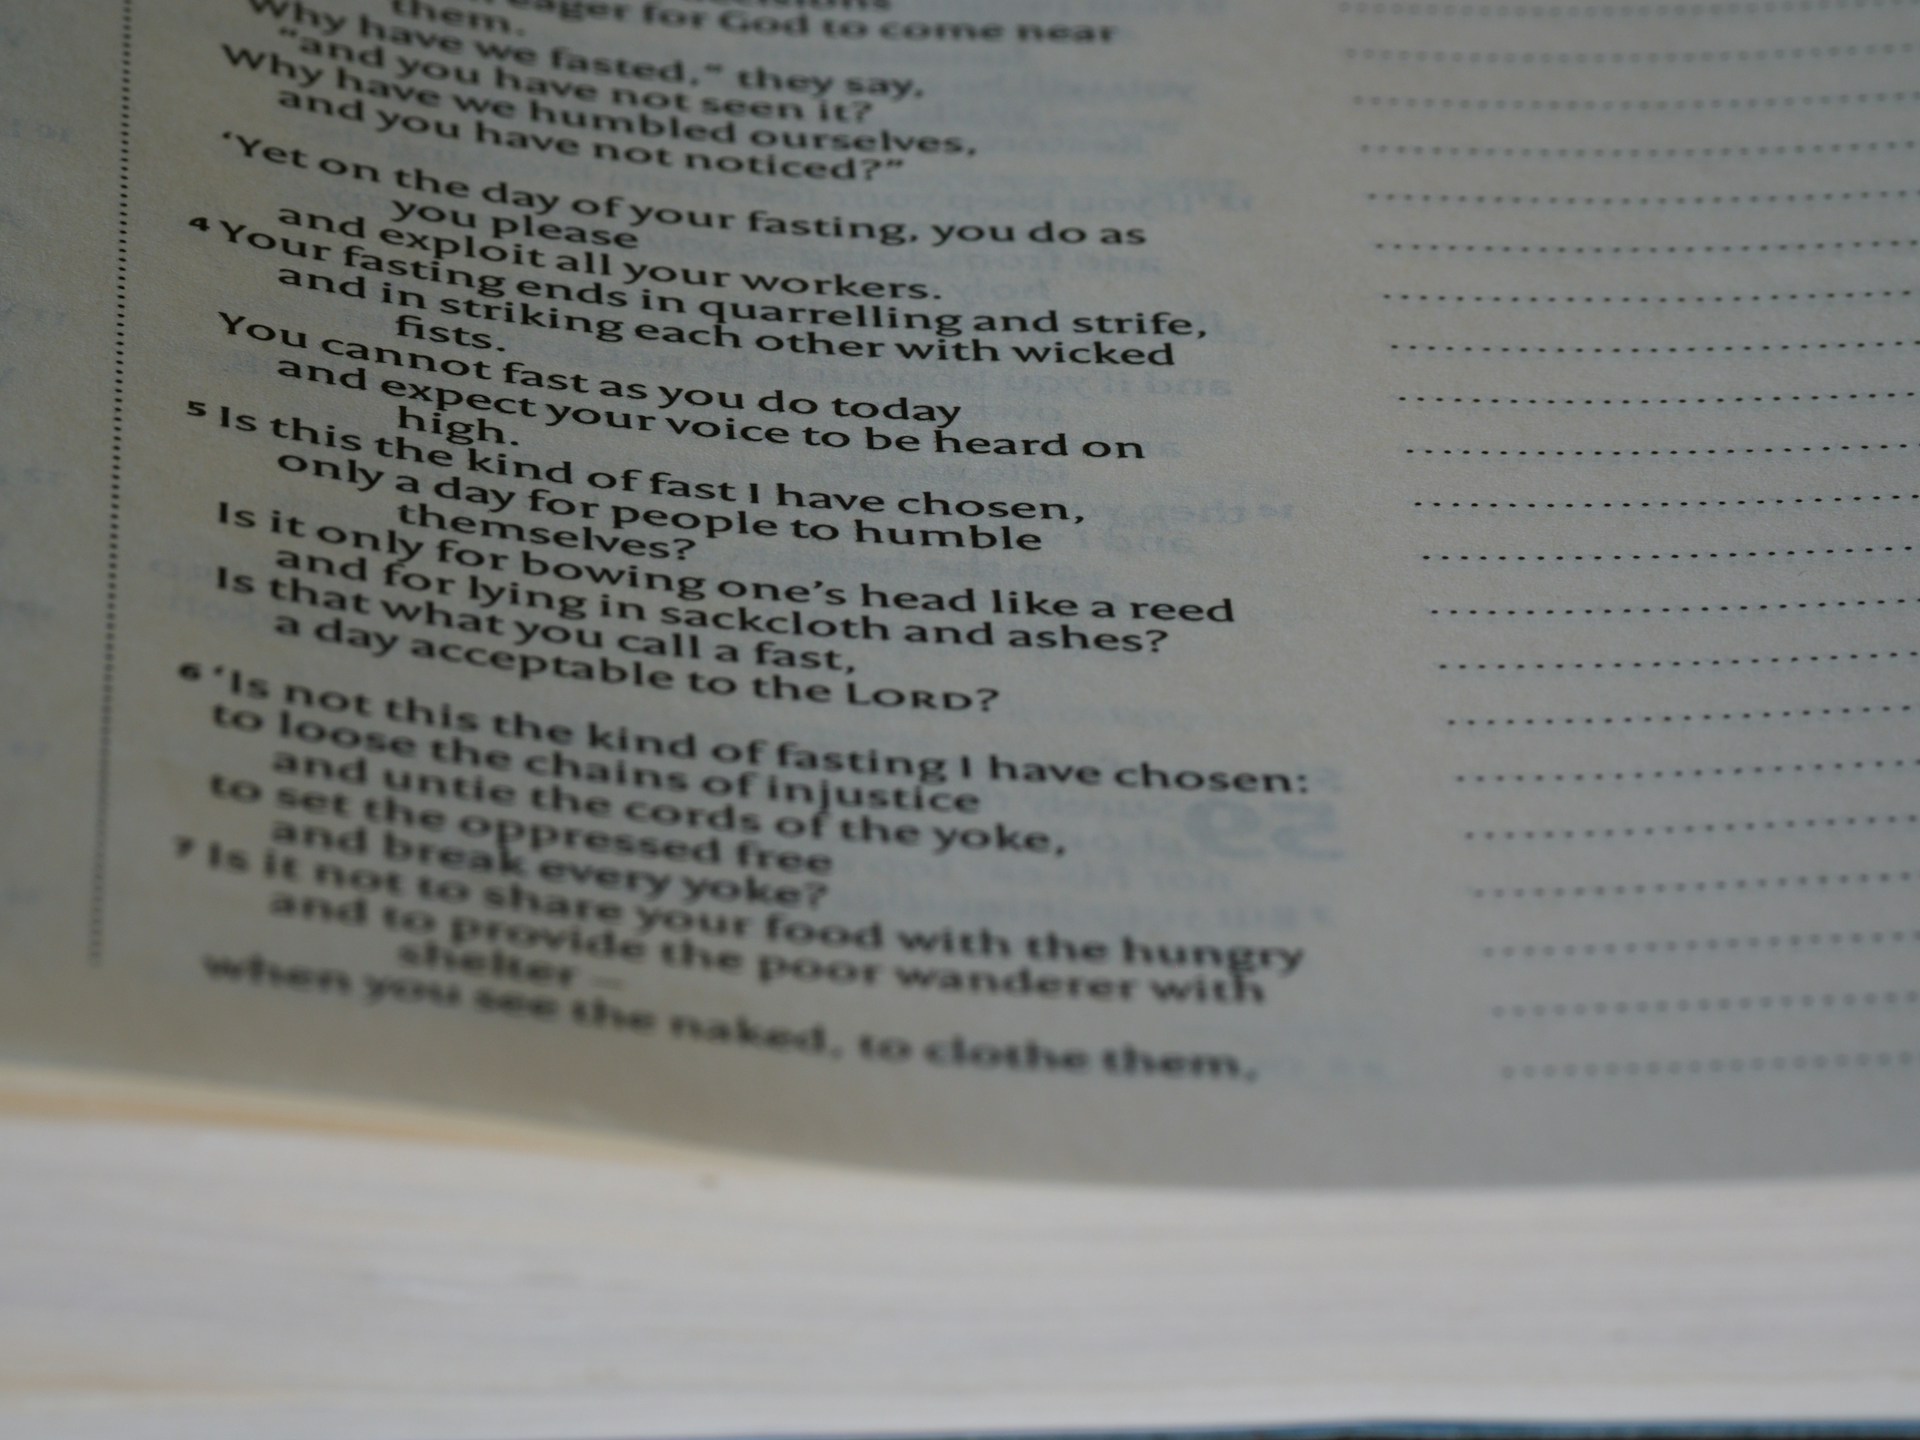 eager for God to come near
them.
Why have we fasted,” they say,
“and you have not seen it?
Why have we humbled ourselves,
and you have not noticed?”
‘Yet on the day of your fasting, you do as
you please
and exploit all your workers.
4 Your fasting ends in quarrelling and strife,
and in striking each other with wicked
fists.
You cannot fast as you do today
and expect your voice to be heard on
high.
5 Is this the kind of fast I have chosen,
only a day for people to humble
themselves?
Is it only for bowing one’s head like a reed
and for lying in sackcloth and ashes?
Is that what you call a fast,
a day acceptable to the LORD?
6 ‘Is not this the kind of fasting I have chosen:
to loose the chains of injustice
and untie the cords of the yoke,
to set the oppressed free
and break every yoke?
7 Is it not to share your food with the hungry
and to provide the poor wanderer with
shelter –
when you see the naked, to clothe them,
59